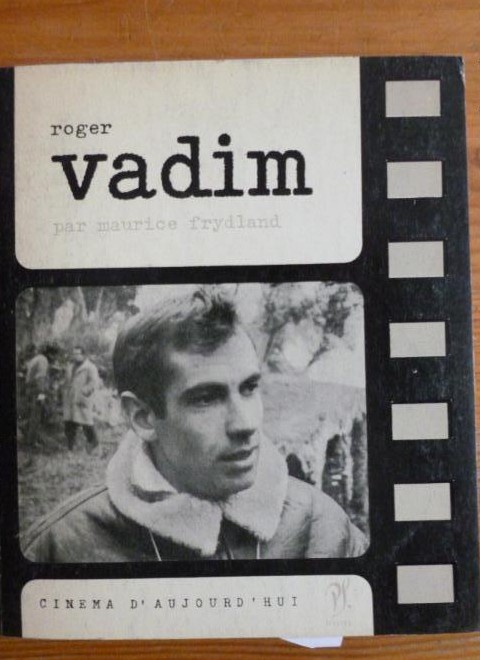 roger
vadim
par maurice frydland
CINEMA D'AUJOURD'HUI